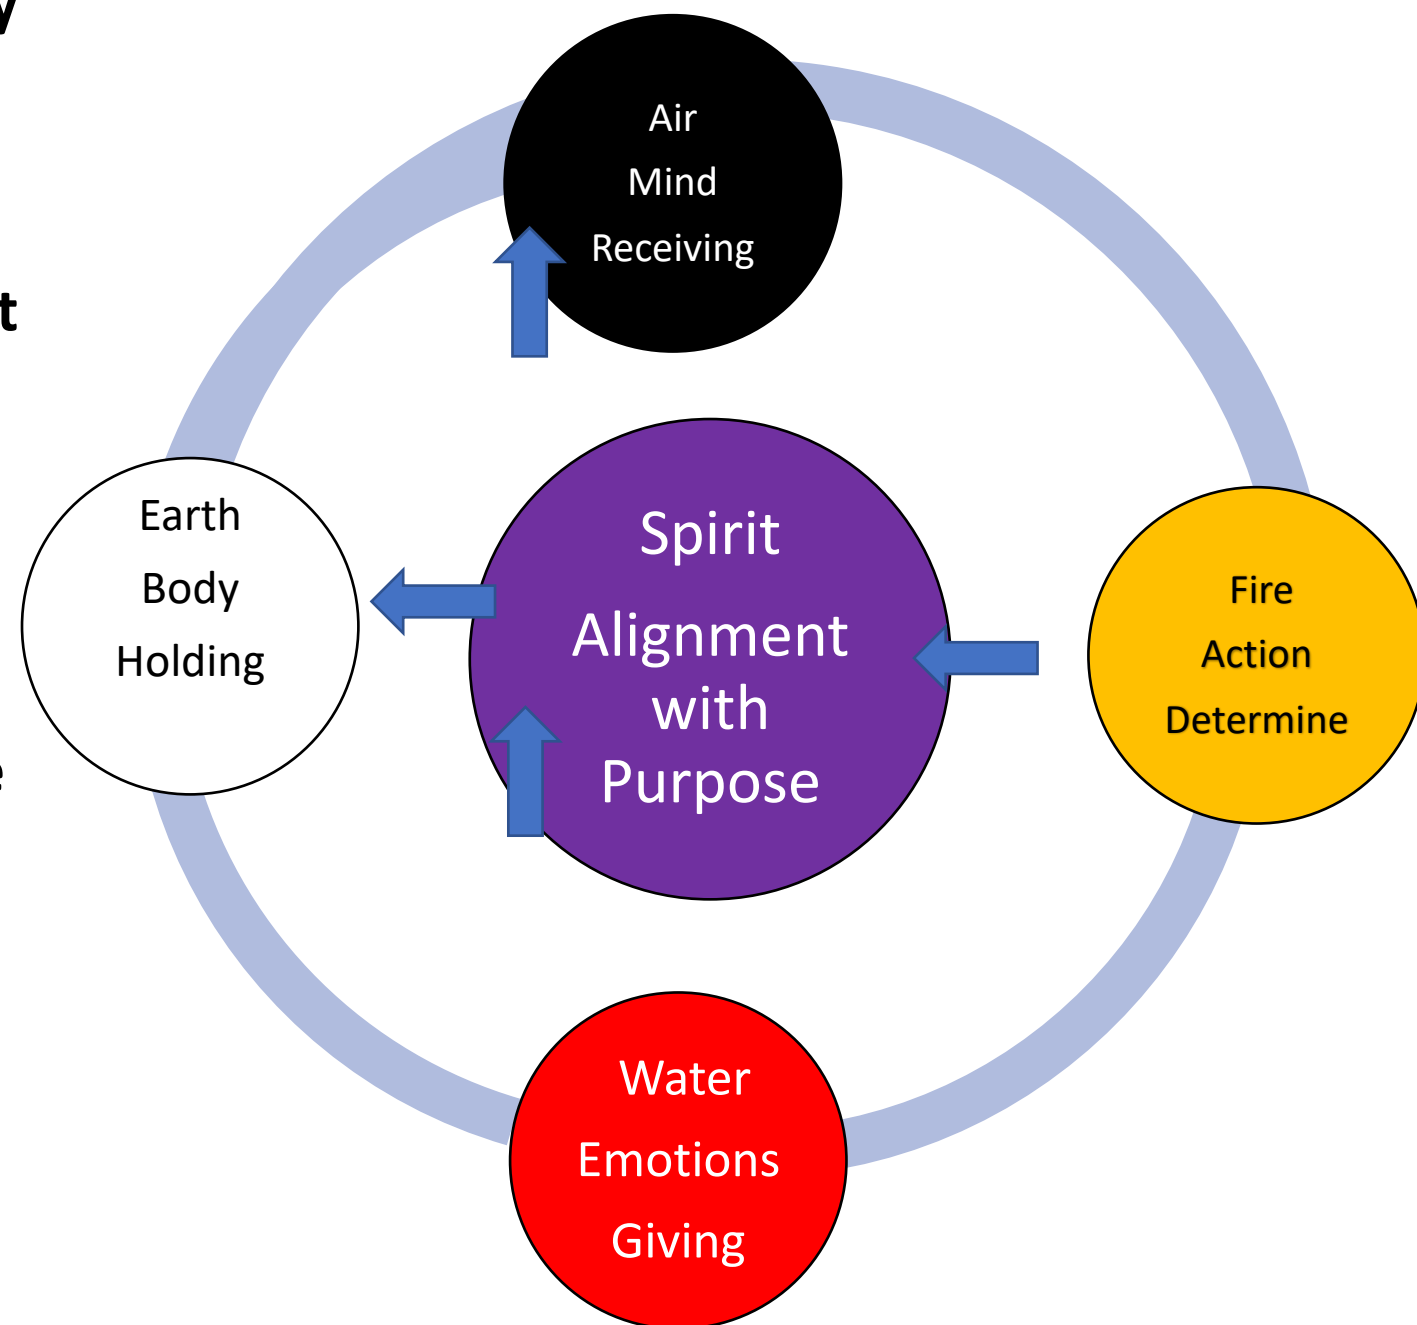 Air
Mind
Receiving
Earth
Body
Holding
Spirit
Alignment
with
Purpose
Fire
Action
Determine
Water
Emotions
Giving